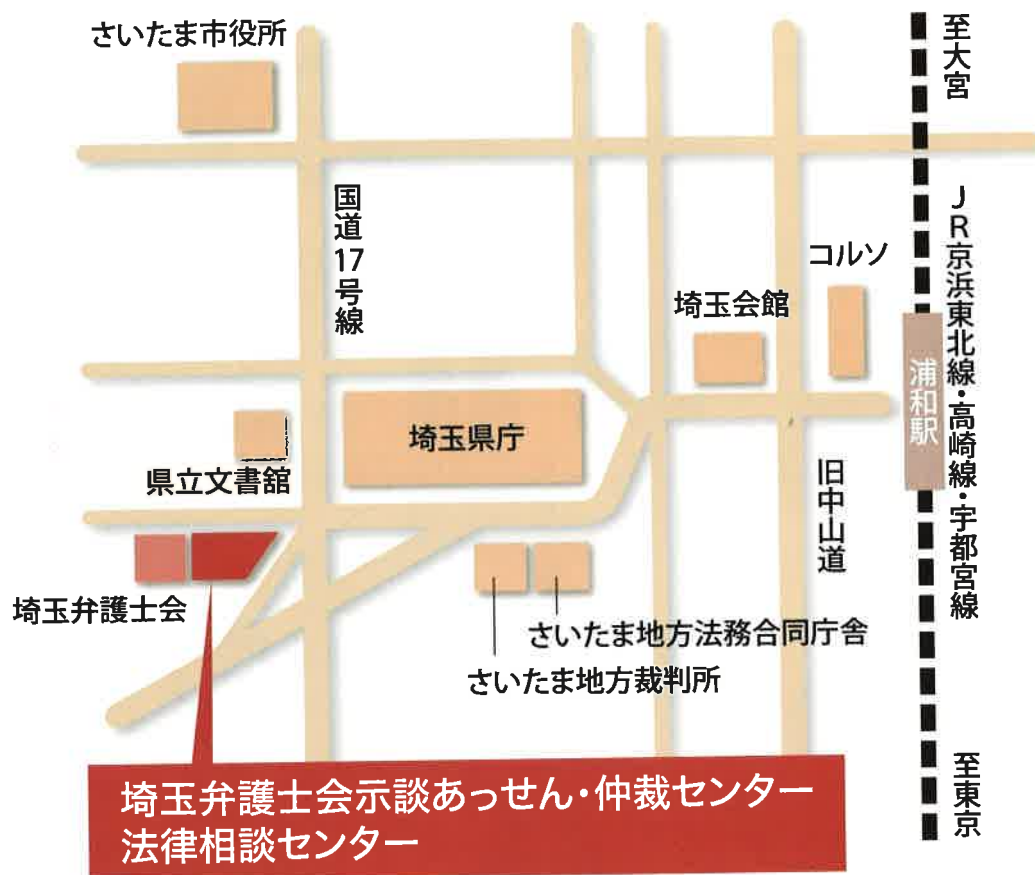 さいたま市役所
至大宮
国道17号線
JR京浜東北線・高崎線・宇都宮線
コルソ
埼玉会館
浦和駅
埼玉県庁
県立文書舘
旧中山道
埼玉弁護士会
さいたま地方法務合同庁舎
さいたま地方裁判所
至東京
埼玉弁護士会示談あっせん・仲裁センター
法律相談センター